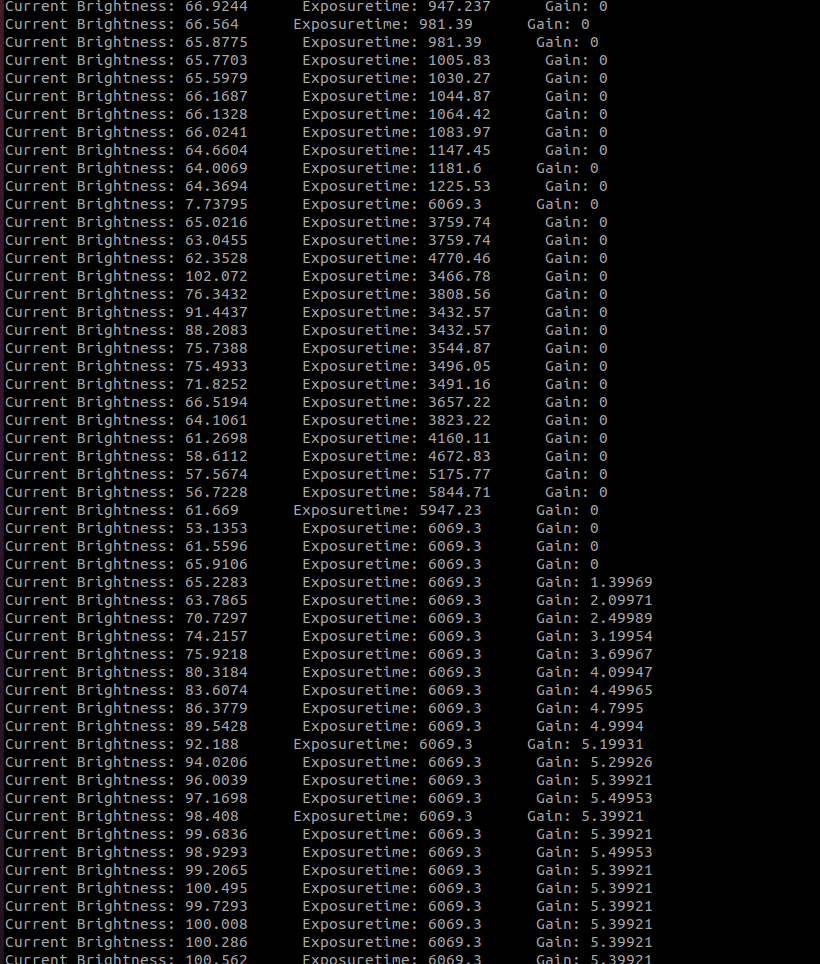 Current Brightness: 66.9244      Exposuretime: 947.237      Gain: 0
Current Brightness: 66.564      Exposuretime: 981.39      Gain: 0
Current Brightness: 65.8775      Exposuretime: 981.39      Gain: 0
Current Brightness: 65.7703      Exposuretime: 1005.83      Gain: 0
Current Brightness: 65.5979      Exposuretime: 1030.27      Gain: 0
Current Brightness: 66.1687      Exposuretime: 1044.87      Gain: 0
Current Brightness: 66.1328      Exposuretime: 1064.42      Gain: 0
Current Brightness: 66.0241      Exposuretime: 1083.97      Gain: 0
Current Brightness: 64.6604      Exposuretime: 1147.45      Gain: 0
Current Brightness: 64.0069      Exposuretime: 1181.6      Gain: 0
Current Brightness: 64.3694      Exposuretime: 1225.53      Gain: 0
Current Brightness: 7.73795      Exposuretime: 6069.3      Gain: 0
Current Brightness: 65.0216      Exposuretime: 3759.74      Gain: 0
Current Brightness: 63.0455      Exposuretime: 3759.74      Gain: 0
Current Brightness: 62.3528      Exposuretime: 4770.46      Gain: 0
Current Brightness: 102.072      Exposuretime: 3466.78      Gain: 0
Current Brightness: 76.3432      Exposuretime: 3808.56      Gain: 0
Current Brightness: 91.4437      Exposuretime: 3432.57      Gain: 0
Current Brightness: 88.2083      Exposuretime: 3432.57      Gain: 0
Current Brightness: 75.7388      Exposuretime: 3544.87      Gain: 0
Current Brightness: 75.4933      Exposuretime: 3496.05      Gain: 0
Current Brightness: 71.8252      Exposuretime: 3491.16      Gain: 0
Current Brightness: 66.5194      Exposuretime: 3657.22      Gain: 0
Current Brightness: 64.1061      Exposuretime: 3823.22      Gain: 0
Current Brightness: 61.2698      Exposuretime: 4160.11      Gain: 0
Current Brightness: 58.6112      Exposuretime: 4672.83      Gain: 0
Current Brightness: 57.5674      Exposuretime: 5175.77      Gain: 0
Current Brightness: 56.7228      Exposuretime: 5844.71      Gain: 0
Current Brightness: 61.669      Exposuretime: 5947.23      Gain: 0
Current Brightness: 53.1353      Exposuretime: 6069.3      Gain: 0
Current Brightness: 61.5596      Exposuretime: 6069.3      Gain: 0
Current Brightness: 65.9106      Exposuretime: 6069.3      Gain: 0
Current Brightness: 65.2283      Exposuretime: 6069.3      Gain: 1.39969
Current Brightness: 63.7865      Exposuretime: 6069.3      Gain: 2.09971
Current Brightness: 70.7297      Exposuretime: 6069.3      Gain: 2.49989
Current Brightness: 74.2157      Exposuretime: 6069.3      Gain: 3.19954
Current Brightness: 75.9218      Exposuretime: 6069.3      Gain: 3.69967
Current Brightness: 80.3184      Exposuretime: 6069.3      Gain: 4.09947
Current Brightness: 83.6074      Exposuretime: 6069.3      Gain: 4.49965
Current Brightness: 86.3779      Exposuretime: 6069.3      Gain: 4.7995
Current Brightness: 89.5428      Exposuretime: 6069.3      Gain: 4.9994
Current Brightness: 92.188      Exposuretime: 6069.3      Gain: 5.19931
Current Brightness: 94.0206      Exposuretime: 6069.3      Gain: 5.29926
Current Brightness: 96.0039      Exposuretime: 6069.3      Gain: 5.39921
Current Brightness: 97.1698      Exposuretime: 6069.3      Gain: 5.49953
Current Brightness: 98.408      Exposuretime: 6069.3      Gain: 5.39921
Current Brightness: 99.6836      Exposuretime: 6069.3      Gain: 5.39921
Current Brightness: 98.9293      Exposuretime: 6069.3      Gain: 5.49953
Current Brightness: 99.2065      Exposuretime: 6069.3      Gain: 5.39921
Current Brightness: 100.495      Exposuretime: 6069.3      Gain: 5.39921
Current Brightness: 99.7293      Exposuretime: 6069.3      Gain: 5.39921
Current Brightness: 100.008      Exposuretime: 6069.3      Gain: 5.39921
Current Brightness: 100.286      Exposuretime: 6069.3      Gain: 5.39921
Current Brightness: 100.562      Exposuretime: 6069.3      Gain: 5.39921